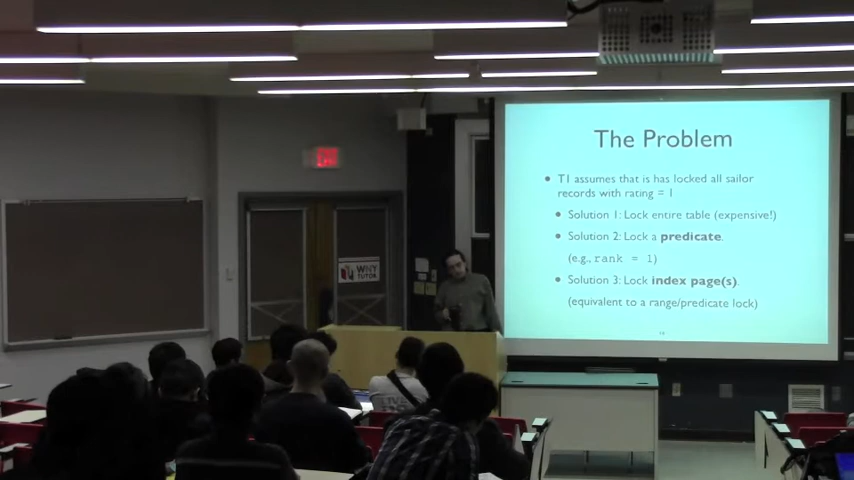 The Problem
• T1 assumes that is has locked all sailor
records with rating = 1
• Solution 1: Lock entire table (expensive!)
• Solution 2: Lock a predicate.
(e.g., rank = 1)
• Solution 3: Lock index page(s).
(equivalent to a range/predicate lock)
WHY
TUTOR